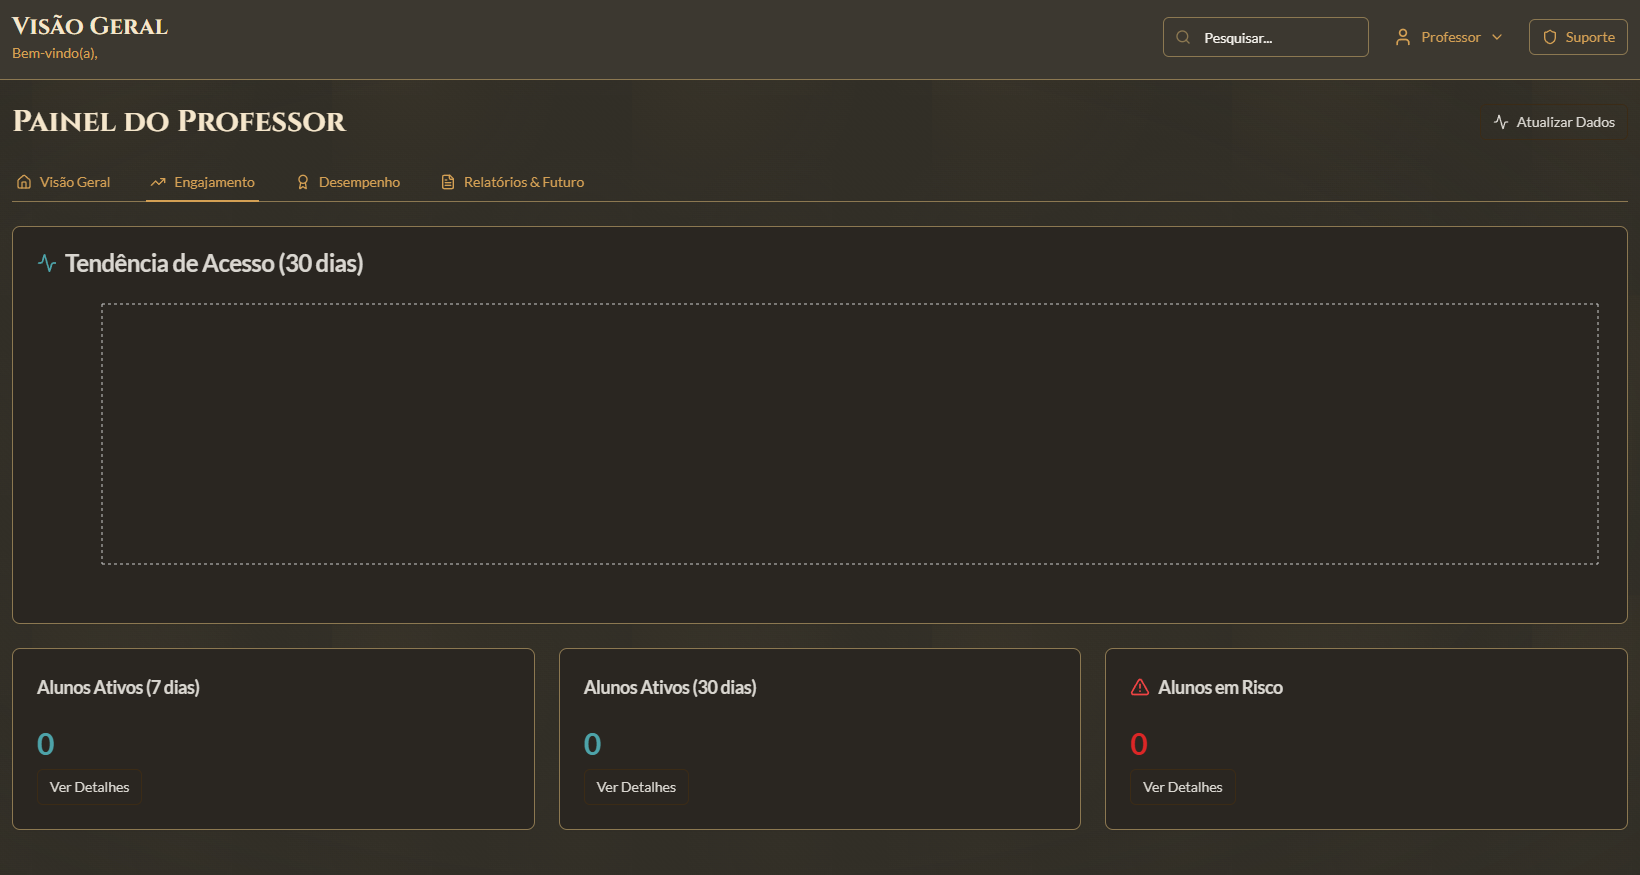 Visão Geral
Bem-vindo(a),
Pesquisar...
Professor
Suporte
Painel do Professor
Atualizar Dados
Visão Geral
Engajamento
Desempenho
Relatórios & Futuro
Tendência de Acesso (30 dias)
Alunos Ativos (7 dias)
0
Ver Detalhes
Alunos Ativos (30 dias)
0
Ver Detalhes
Alunos em Risco
0
Ver Detalhes